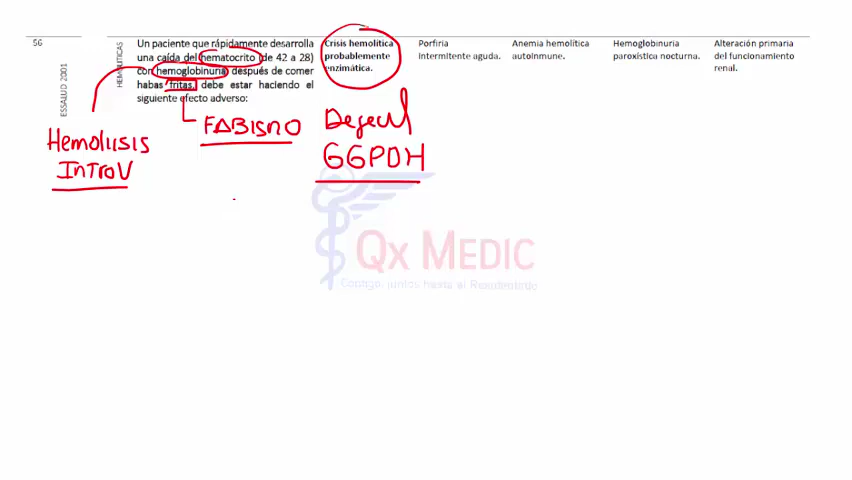 56
ESSALUD 2001
HEMOLITICAS
Un paciente que rápidamente desarrolla
una caída del hematocrito (de 42 a 28)
con hemoglobinuria después de comer
habas fritas, debe estar haciendo el
siguiente efecto adverso:
Crisis hemolítica
probablemente
enzimática.
Porfiria
intermitente aguda.
Anemia hemolítica
autoinmune.
Hemoglobinuria
paroxística nocturna.
Alteración primaria
del funcionamiento
renal.
HEMOLISIS
INTRAV
FABISMO
G6PDH
Qx MEDIC
Contigo, juntos hasta el Residentado